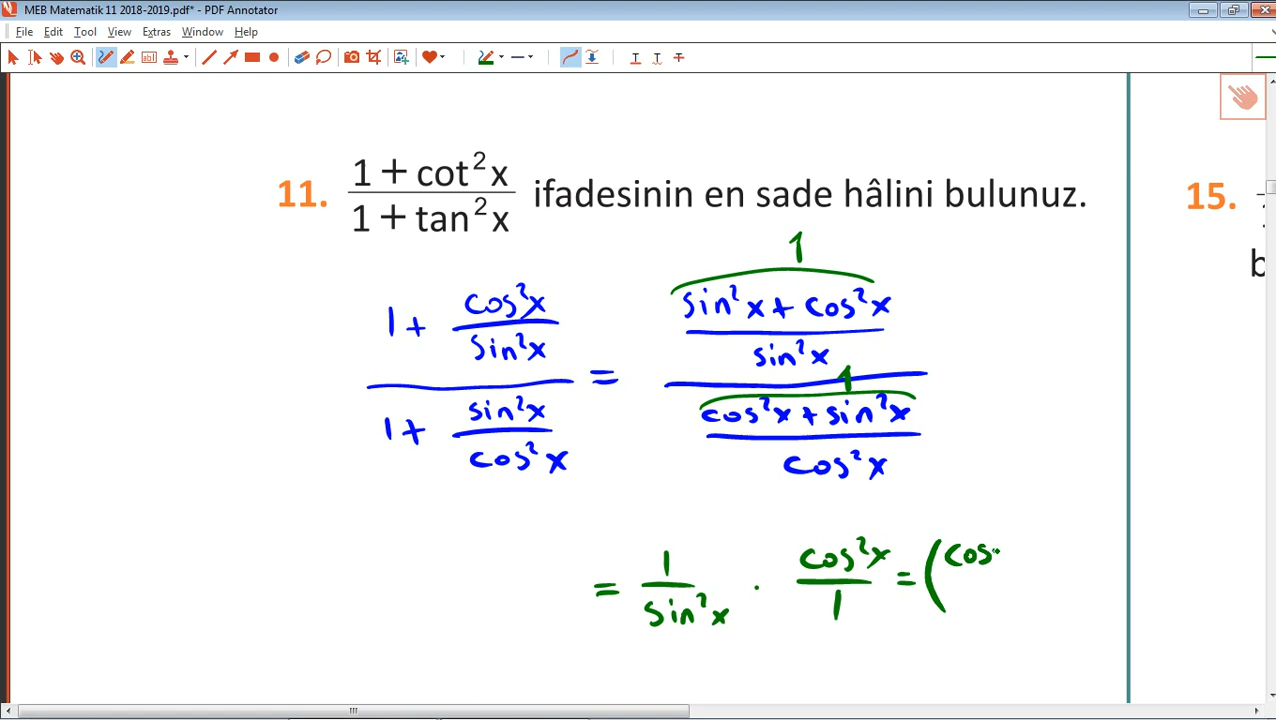 MEB Matematik 11 2018-2019.pdf* - PDF Annotator
File Edit Tool View Extras Window Help
11. (1 + cot²x)/(1 + tan²x) ifadesinin en sade hâlini bulunuz.
15.
b
1
(1 + cos²x/sin²x)/(1 + sin²x/cos²x) = ((sin²x + cos²x)/sin²x)/((cos²x + sin²x)/cos²x)
1
= 1/sin²x · cos²x/1 = (cos